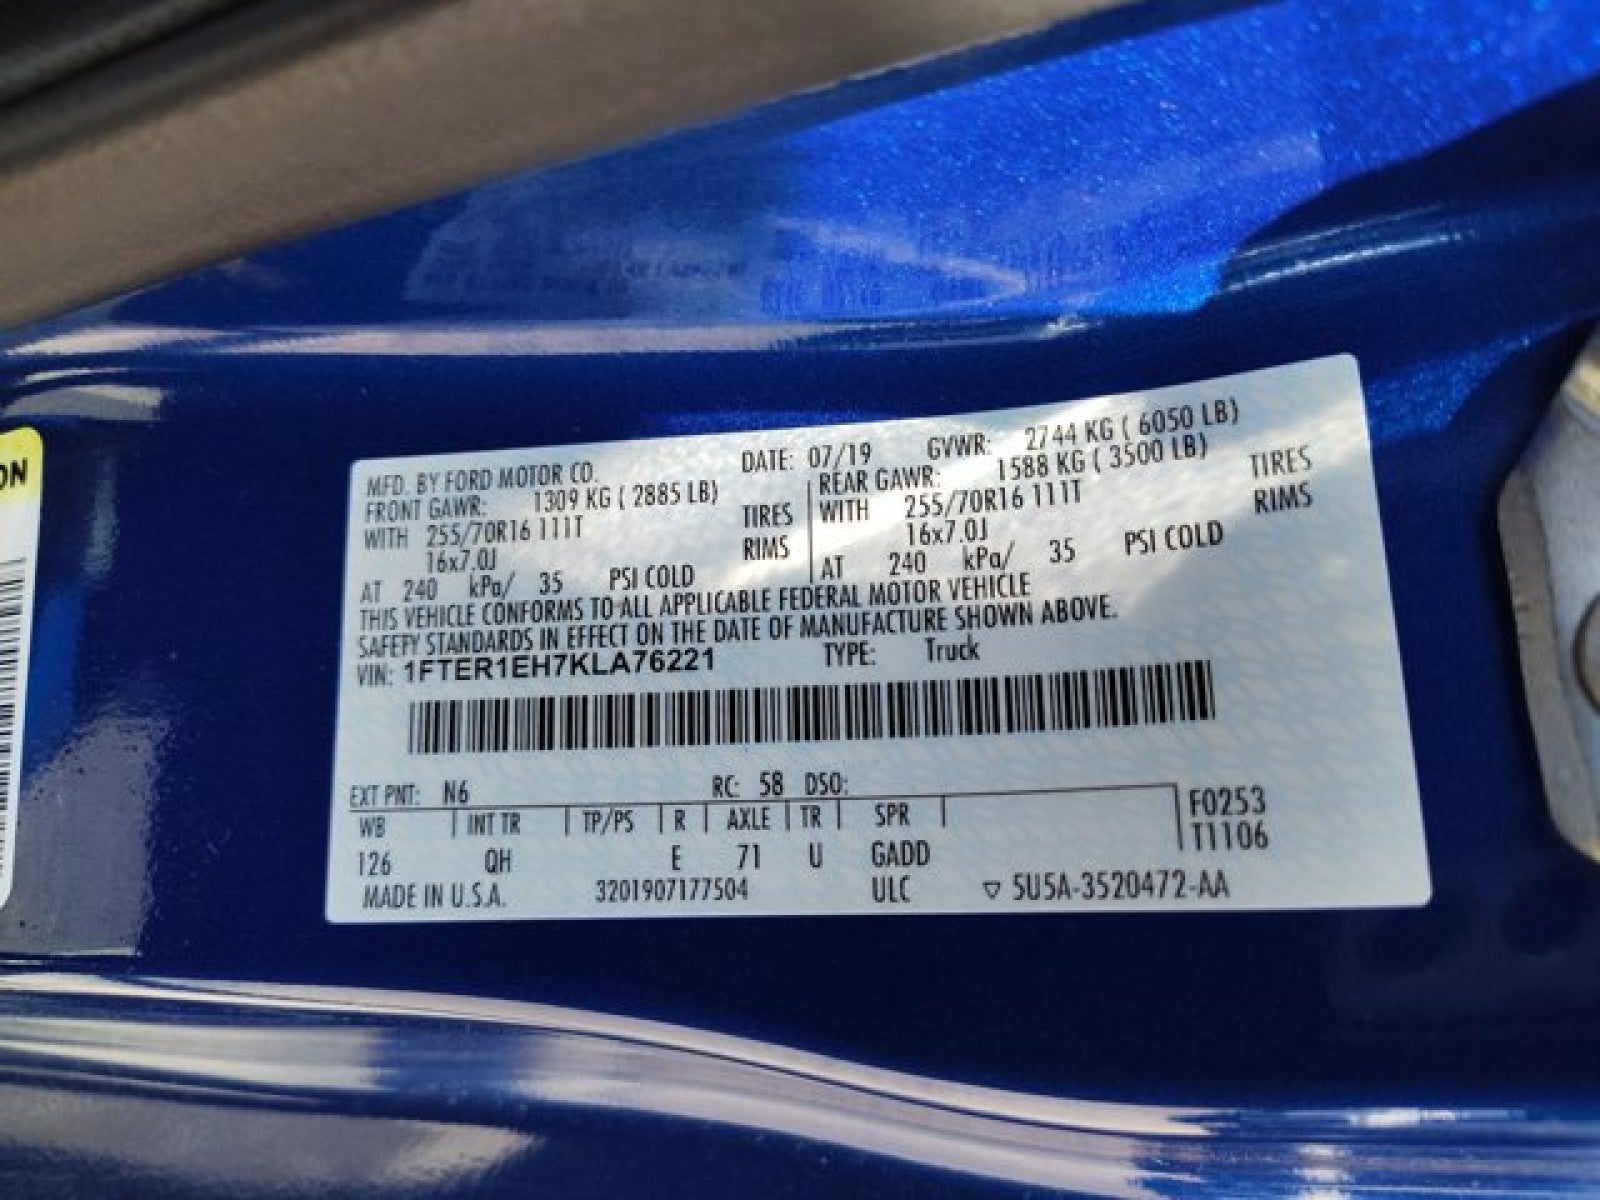 ON
MFD. BY FORD MOTOR CO. DATE: 07/19 GVWR: 2744 KG ( 6050 LB)
FRONT GAWR: 1309 KG ( 2885 LB) REAR GAWR: 1588 KG ( 3500 LB)
WITH 255/70R16 111T TIRES WITH 255/70R16 111T TIRES
16x7.0J RIMS 16x7.0J RIMS
AT 240 kPa/ 35 PSI COLD AT 240 kPa/ 35 PSI COLD
THIS VEHICLE CONFORMS TO ALL APPLICABLE FEDERAL MOTOR VEHICLE
SAFETY STANDARDS IN EFFECT ON THE DATE OF MANUFACTURE SHOWN ABOVE.
VIN: 1FTER1EH7KLA76221 TYPE: Truck
EXT PNT: N6 RC: 58 DSO:
WB INT TR TP/PS R AXLE TR SPR F0253
T1106
126 QH E 71 U GADD
MADE IN U.S.A. 3201907177504 ULC ▽ 5U5A-3520472-AA